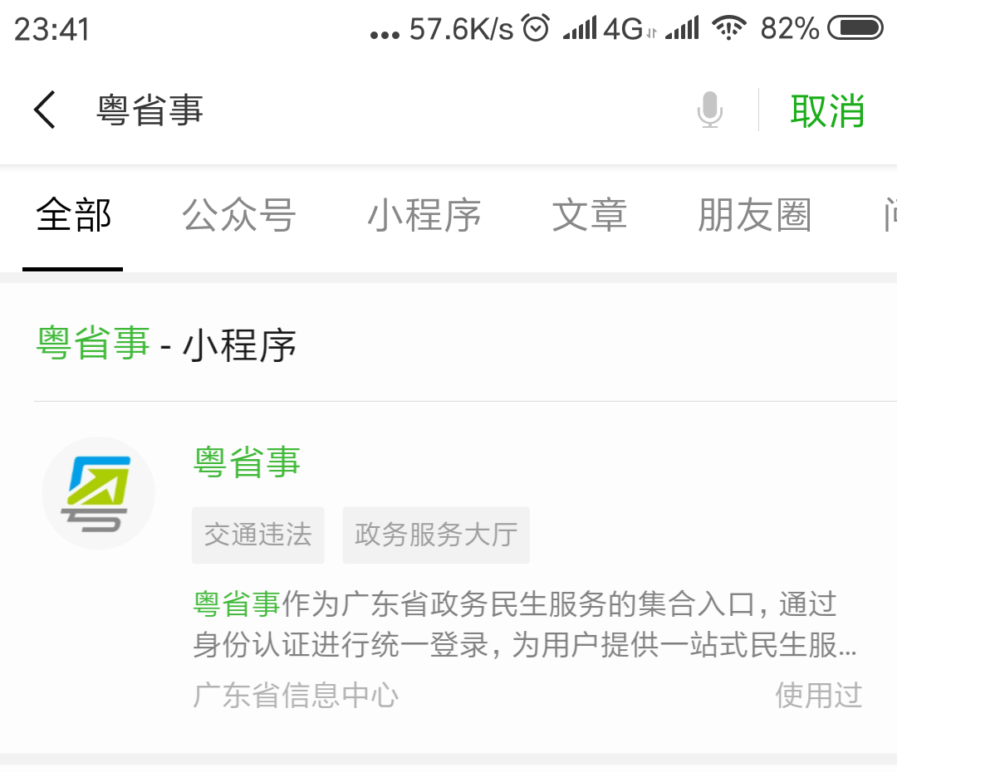 23:41 ... 57.6K/s 4G 82%
粤省事 取消
全部 公众号 小程序 文章 朋友圈
粤省事 - 小程序
粤省事
交通违法 政务服务大厅
粤省事作为广东省政务民生服务的集合入口，通过
身份认证进行统一登录，为用户提供一站式民生服...
广东省信息中心 使用过